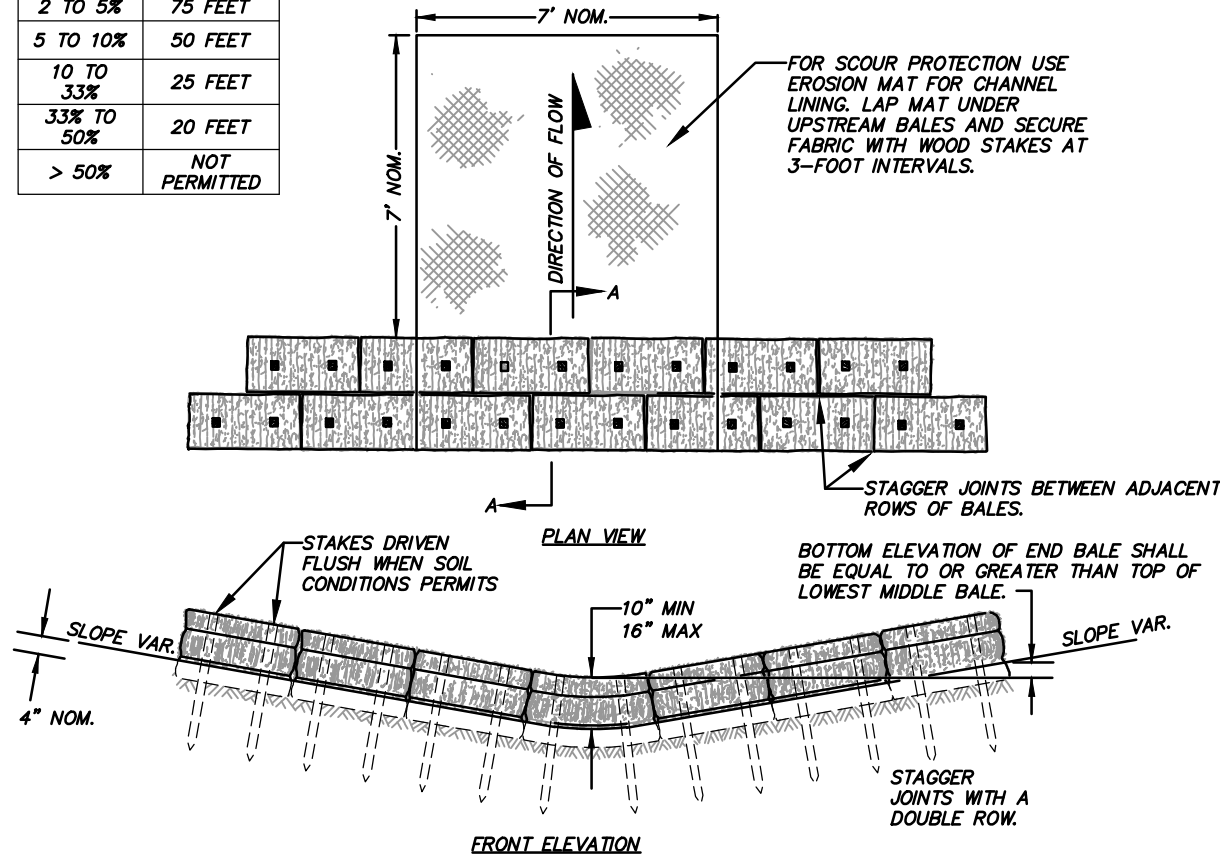 2 TO 5% 75 FEET
5 TO 10% 50 FEET
10 TO
33% 25 FEET
33% TO
50% 20 FEET
> 50% NOT
PERMITTED
7' NOM.
7' NOM.
DIRECTION OF FLOW
FOR SCOUR PROTECTION USE
EROSION MAT FOR CHANNEL
LINING. LAP MAT UNDER
UPSTREAM BALES AND SECURE
FABRIC WITH WOOD STAKES AT
3-FOOT INTERVALS.
A
A
STAGGER JOINTS BETWEEN ADJACENT
ROWS OF BALES.
PLAN VIEW
STAKES DRIVEN
FLUSH WHEN SOIL
CONDITIONS PERMITS
BOTTOM ELEVATION OF END BALE SHALL
BE EQUAL TO OR GREATER THAN TOP OF
LOWEST MIDDLE BALE.
10" MIN
16" MAX
SLOPE VAR.
SLOPE VAR.
4" NOM.
STAGGER
JOINTS WITH A
DOUBLE ROW.
FRONT ELEVATION